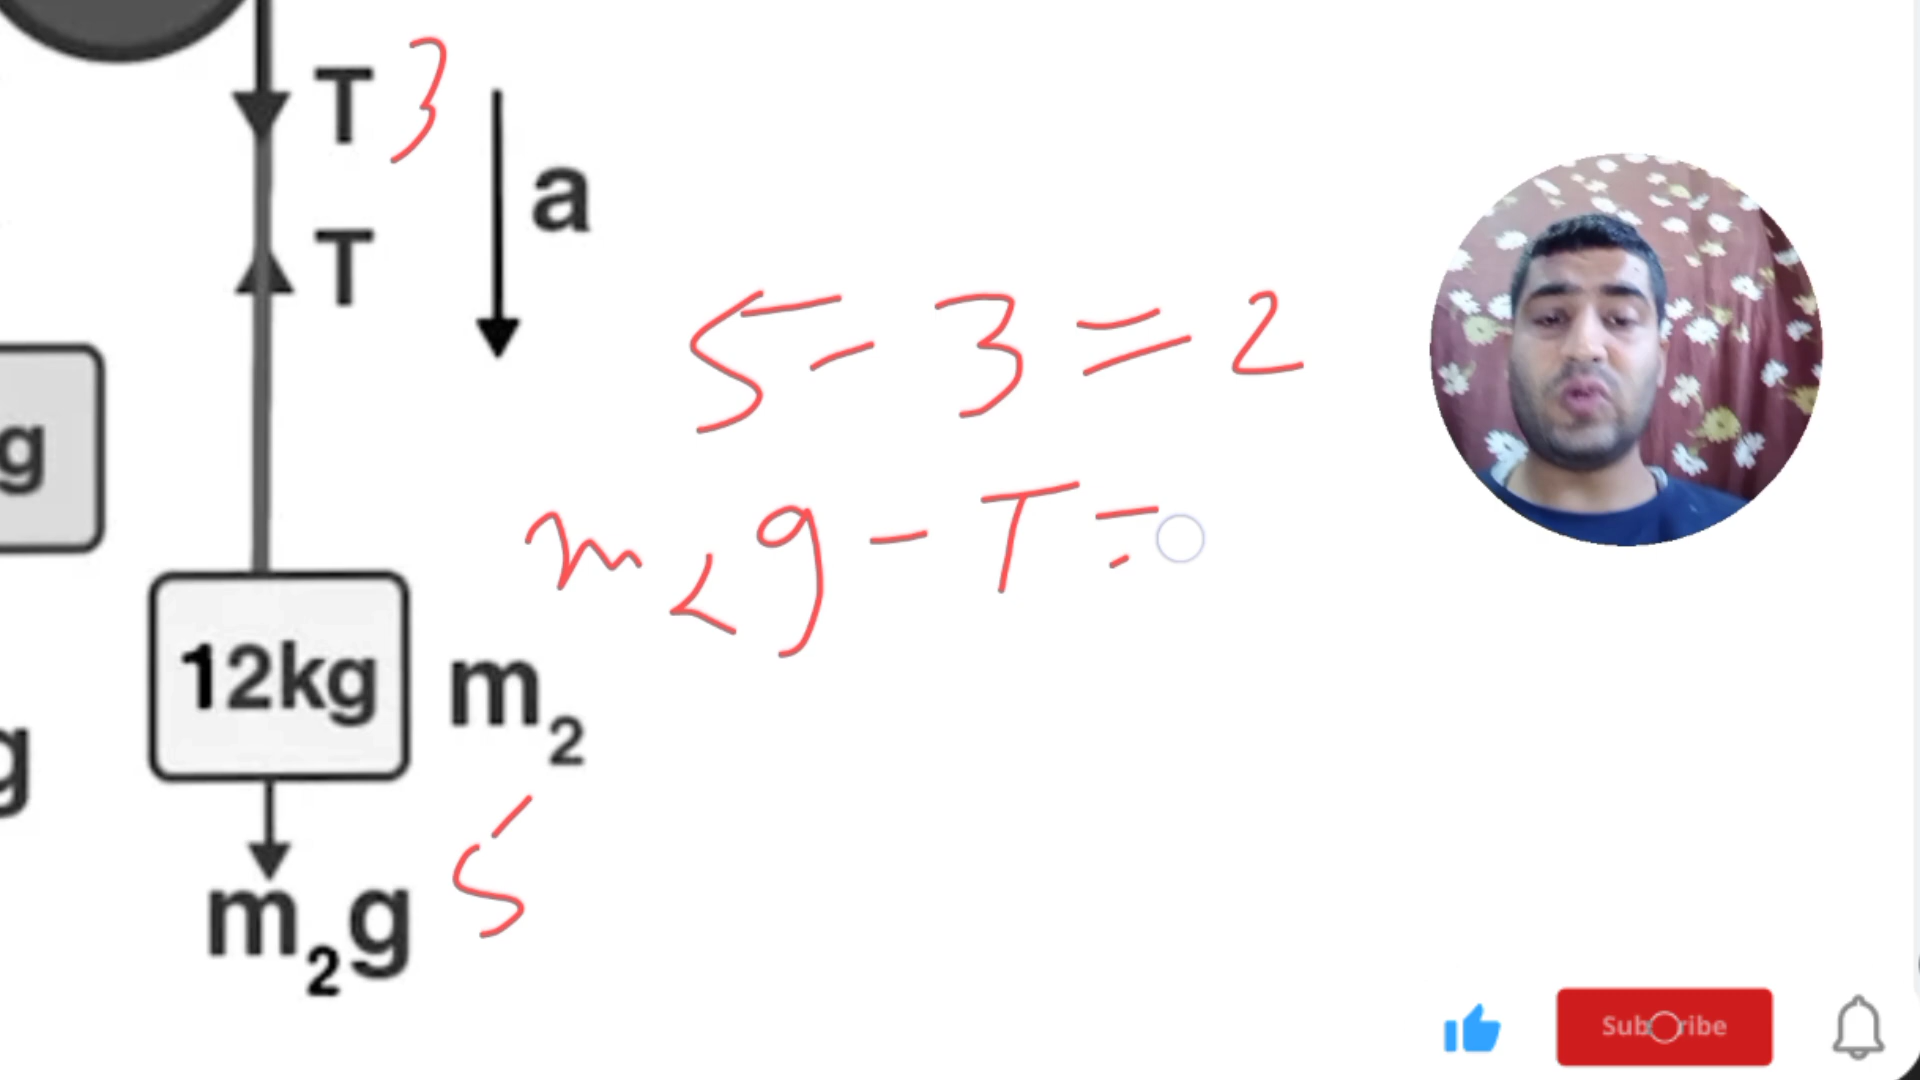 T 3
a
T
5 - 3 = 2
g
m2g - T =
12kg m2
g
5
m2g
Subscribe